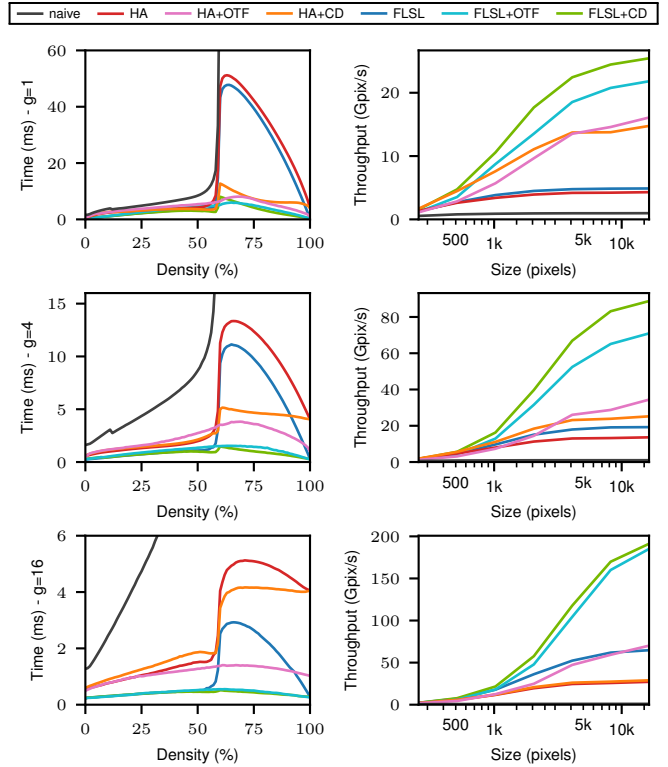 naive HA HA+OTF HA+CD FLSL FLSL+OTF FLSL+CD
Time (ms) - g=1
60
40
20
0
0 25 50 75 100
Density (%)
Throughput (Gpix/s)
20
10
0
500 1k 5k 10k
Size (pixels)
Time (ms) - g=4
15
10
5
0
0 25 50 75 100
Density (%)
Throughput (Gpix/s)
80
60
40
20
0
500 1k 5k 10k
Size (pixels)
Time (ms) - g=16
6
4
2
0
0 25 50 75 100
Density (%)
Throughput (Gpix/s)
200
150
100
50
0
500 1k 5k 10k
Size (pixels)